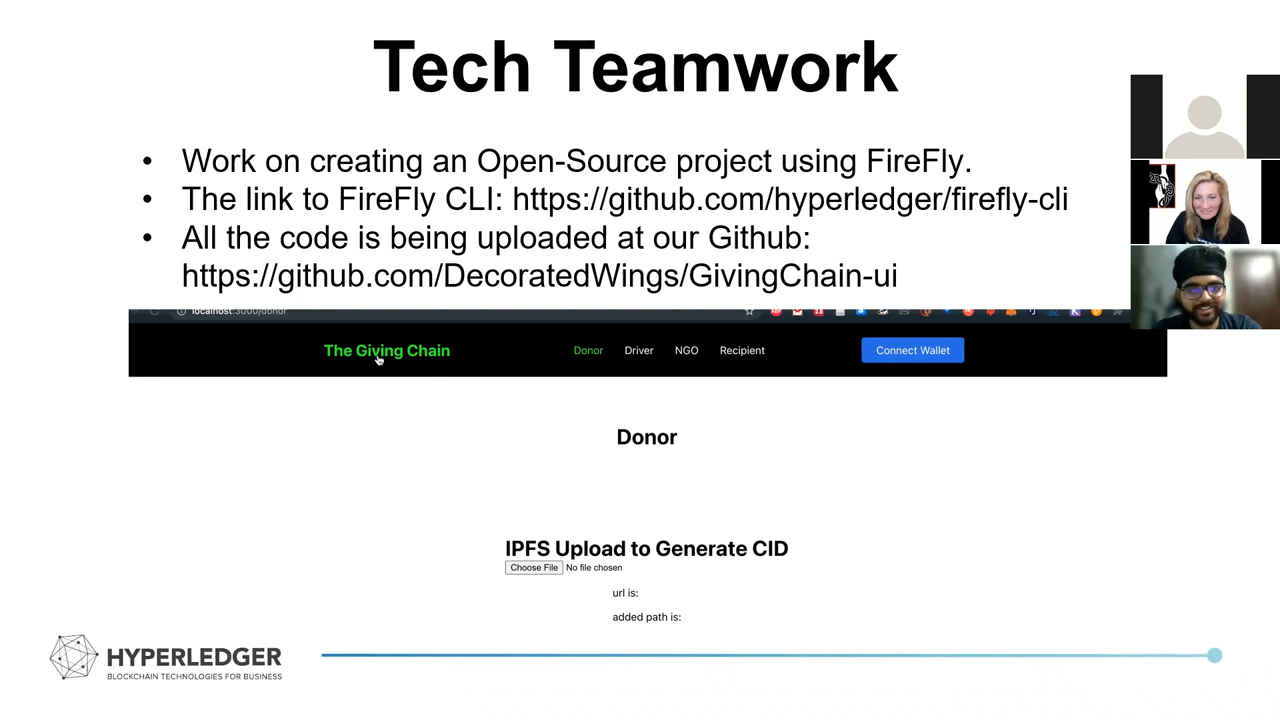 Tech Teamwork
• Work on creating an Open-Source project using FireFly.
• The link to FireFly CLI: https://github.com/hyperledger/firefly-cli
• All the code is being uploaded at our Github:
https://github.com/DecoratedWings/GivingChain-ui
localhost:3000/donor
The Giving Chain Donor Driver NGO Recipient Connect Wallet
Donor
IPFS Upload to Generate CID
Choose File No file chosen
url is:
added path is:
HYPERLEDGER
BLOCKCHAIN TECHNOLOGIES FOR BUSINESS